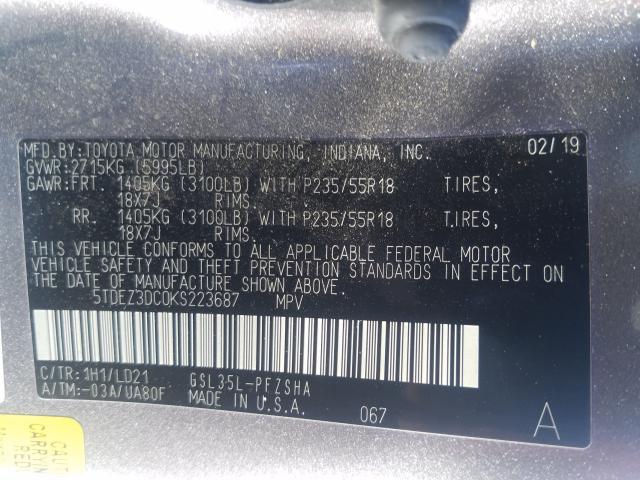 MFD.BY:TOYOTA MOTOR MANUFACTURING, INDIANA, INC. 02/19
GVWR:2715KG (5995LB)
GAWR:FRT. 1405KG (3100LB) WITH P235/55R18 TIRES,
18X7J RIMS.
RR. 1405KG (3100LB) WITH P235/55R18 TIRES,
18X7J RIMS.
THIS VEHICLE CONFORMS TO ALL APPLICABLE FEDERAL MOTOR
VEHICLE SAFETY AND THEFT PREVENTION STANDARDS IN EFFECT ON
THE DATE OF MANUFACTURE SHOWN ABOVE.
5TDEZ3DC0KS223687 MPV
C/TR:1H1/LD21 GSL35L-PFZSHA
A/TM:-03A/UA80F MADE IN U.S.A. 067 A
CAUT
CARRYIN
RED